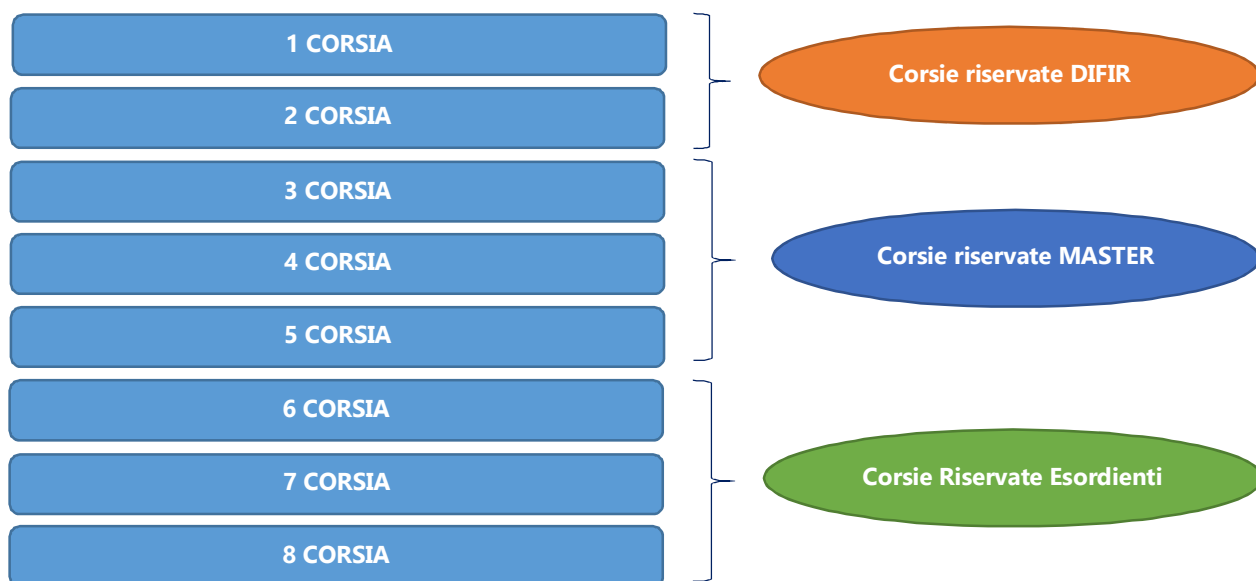 1 CORSIA
2 CORSIA
3 CORSIA
4 CORSIA
5 CORSIA
6 CORSIA
7 CORSIA
8 CORSIA
Corsie riservate DIFIR
Corsie riservate MASTER
Corsie Riservate Esordienti